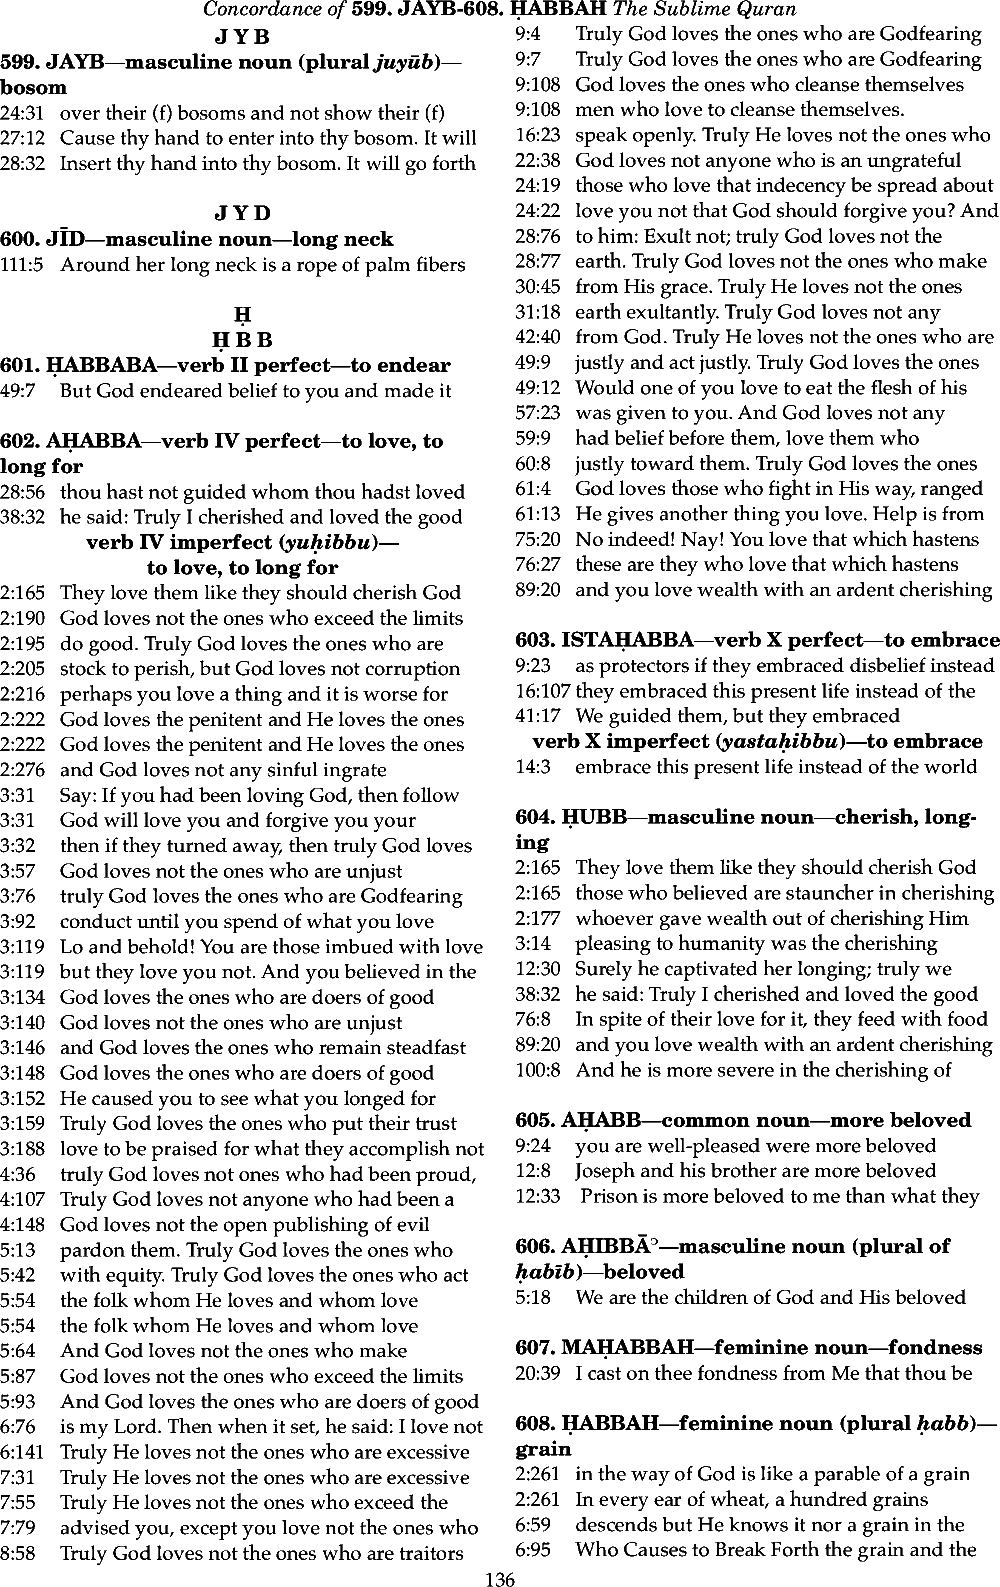 Concordance of 599. JAYB-608. ḤABBAH The Sublime Quran
J Y B
599. JAYB—masculine noun (plural juyūb)—
bosom
24:31 over their (f) bosoms and not show their (f)
27:12 Cause thy hand to enter into thy bosom. It will
28:32 Insert thy hand into thy bosom. It will go forth
J Y D
600. JĪD—masculine noun—long neck
111:5 Around her long neck is a rope of palm fibers
Ḥ
Ḥ B B
601. ḤABBABA—verb II perfect—to endear
49:7 But God endeared belief to you and made it
602. AḤABBA—verb IV perfect—to love, to
long for
28:56 thou hast not guided whom thou hadst loved
38:32 he said: Truly I cherished and loved the good
verb IV imperfect (yuḥibbu)—
to love, to long for
2:165 They love them like they should cherish God
2:190 God loves not the ones who exceed the limits
2:195 do good. Truly God loves the ones who are
2:205 stock to perish, but God loves not corruption
2:216 perhaps you love a thing and it is worse for
2:222 God loves the penitent and He loves the ones
2:222 God loves the penitent and He loves the ones
2:276 and God loves not any sinful ingrate
3:31 Say: If you had been loving God, then follow
3:31 God will love you and forgive you your
3:32 then if they turned away, then truly God loves
3:57 God loves not the ones who are unjust
3:76 truly God loves the ones who are Godfearing
3:92 conduct until you spend of what you love
3:119 Lo and behold! You are those imbued with love
3:119 but they love you not. And you believed in the
3:134 God loves the ones who are doers of good
3:140 God loves not the ones who are unjust
3:146 and God loves the ones who remain steadfast
3:148 God loves the ones who are doers of good
3:152 He caused you to see what you longed for
3:159 Truly God loves the ones who put their trust
3:188 love to be praised for what they accomplish not
4:36 truly God loves not ones who had been proud,
4:107 Truly God loves not anyone who had been a
4:148 God loves not the open publishing of evil
5:13 pardon them. Truly God loves the ones who
5:42 with equity. Truly God loves the ones who act
5:54 the folk whom He loves and whom love
5:54 the folk whom He loves and whom love
5:64 And God loves not the ones who make
5:87 God loves not the ones who exceed the limits
5:93 And God loves the ones who are doers of good
6:76 is my Lord. Then when it set, he said: I love not
6:141 Truly He loves not the ones who are excessive
7:31 Truly He loves not the ones who are excessive
7:55 Truly He loves not the ones who exceed the
7:79 advised you, except you love not the ones who
8:58 Truly God loves not the ones who are traitors
9:4 Truly God loves the ones who are Godfearing
9:7 Truly God loves the ones who are Godfearing
9:108 God loves the ones who cleanse themselves
9:108 men who love to cleanse themselves.
16:23 speak openly. Truly He loves not the ones who
22:38 God loves not anyone who is an ungrateful
24:19 those who love that indecency be spread about
24:22 love you not that God should forgive you? And
28:76 to him: Exult not; truly God loves not the
28:77 earth. Truly God loves not the ones who make
30:45 from His grace. Truly He loves not the ones
31:18 earth exultantly. Truly God loves not any
42:40 from God. Truly He loves not the ones who are
49:9 justly and act justly. Truly God loves the ones
49:12 Would one of you love to eat the flesh of his
57:23 was given to you. And God loves not any
59:9 had belief before them, love them who
60:8 justly toward them. Truly God loves the ones
61:4 God loves those who fight in His way, ranged
61:13 He gives another thing you love. Help is from
75:20 No indeed! Nay! You love that which hastens
76:27 these are they who love that which hastens
89:20 and you love wealth with an ardent cherishing
603. ISTAḤABBA—verb X perfect—to embrace
9:23 as protectors if they embraced disbelief instead
16:107 they embraced this present life instead of the
41:17 We guided them, but they embraced
verb X imperfect (yastaḥibbu)—to embrace
14:3 embrace this present life instead of the world
604. ḤUBB—masculine noun—cherish, long-
ing
2:165 They love them like they should cherish God
2:165 those who believed are stauncher in cherishing
2:177 whoever gave wealth out of cherishing Him
3:14 pleasing to humanity was the cherishing
12:30 Surely he captivated her longing; truly we
38:32 he said: Truly I cherished and loved the good
76:8 In spite of their love for it, they feed with food
89:20 and you love wealth with an ardent cherishing
100:8 And he is more severe in the cherishing of
605. AḤABB—common noun—more beloved
9:24 you are well-pleased were more beloved
12:8 Joseph and his brother are more beloved
12:33 Prison is more beloved to me than what they
606. AḤIBBĀʾ—masculine noun (plural of
ḥabīb)—beloved
5:18 We are the children of God and His beloved
607. MAḤABBAH—feminine noun—fondness
20:39 I cast on thee fondness from Me that thou be
608. ḤABBAH—feminine noun (plural ḥabb)—
grain
2:261 in the way of God is like a parable of a grain
2:261 In every ear of wheat, a hundred grains
6:59 descends but He knows it nor a grain in the
6:95 Who Causes to Break Forth the grain and the
136